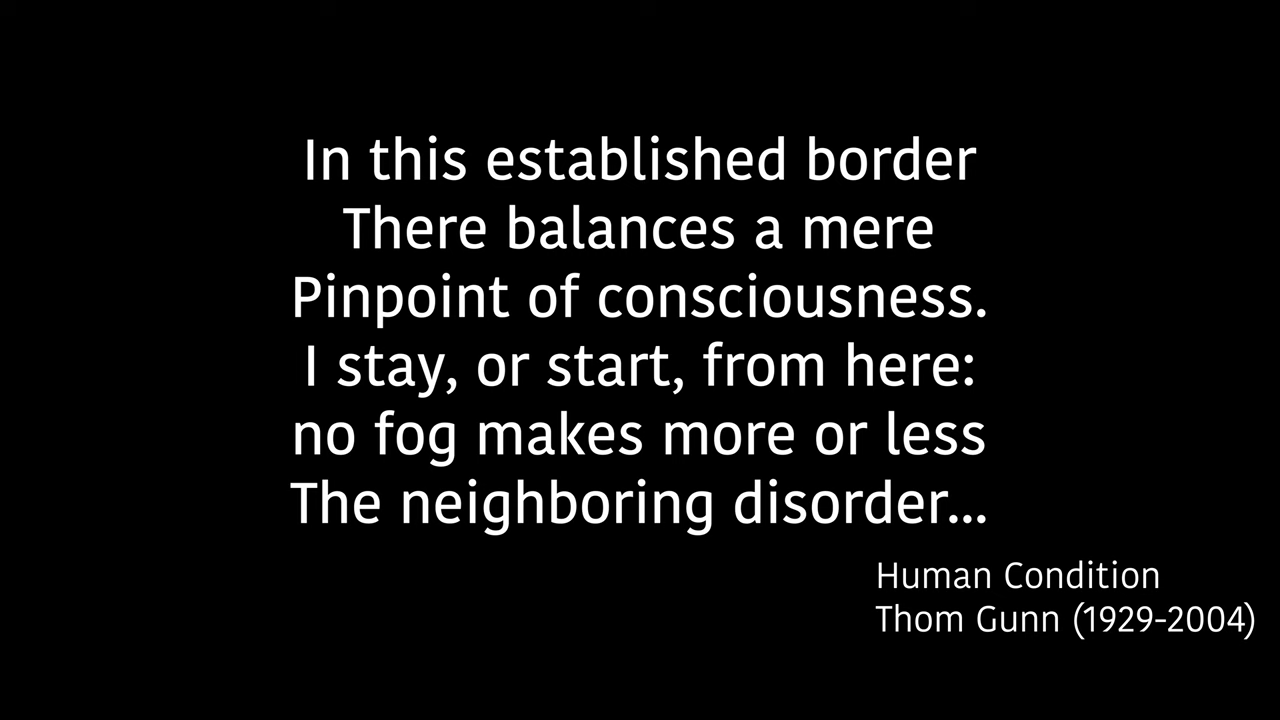 In this established border
There balances a mere
Pinpoint of consciousness.
I stay, or start, from here:
no fog makes more or less
The neighboring disorder...
Human Condition
Thom Gunn (1929-2004)